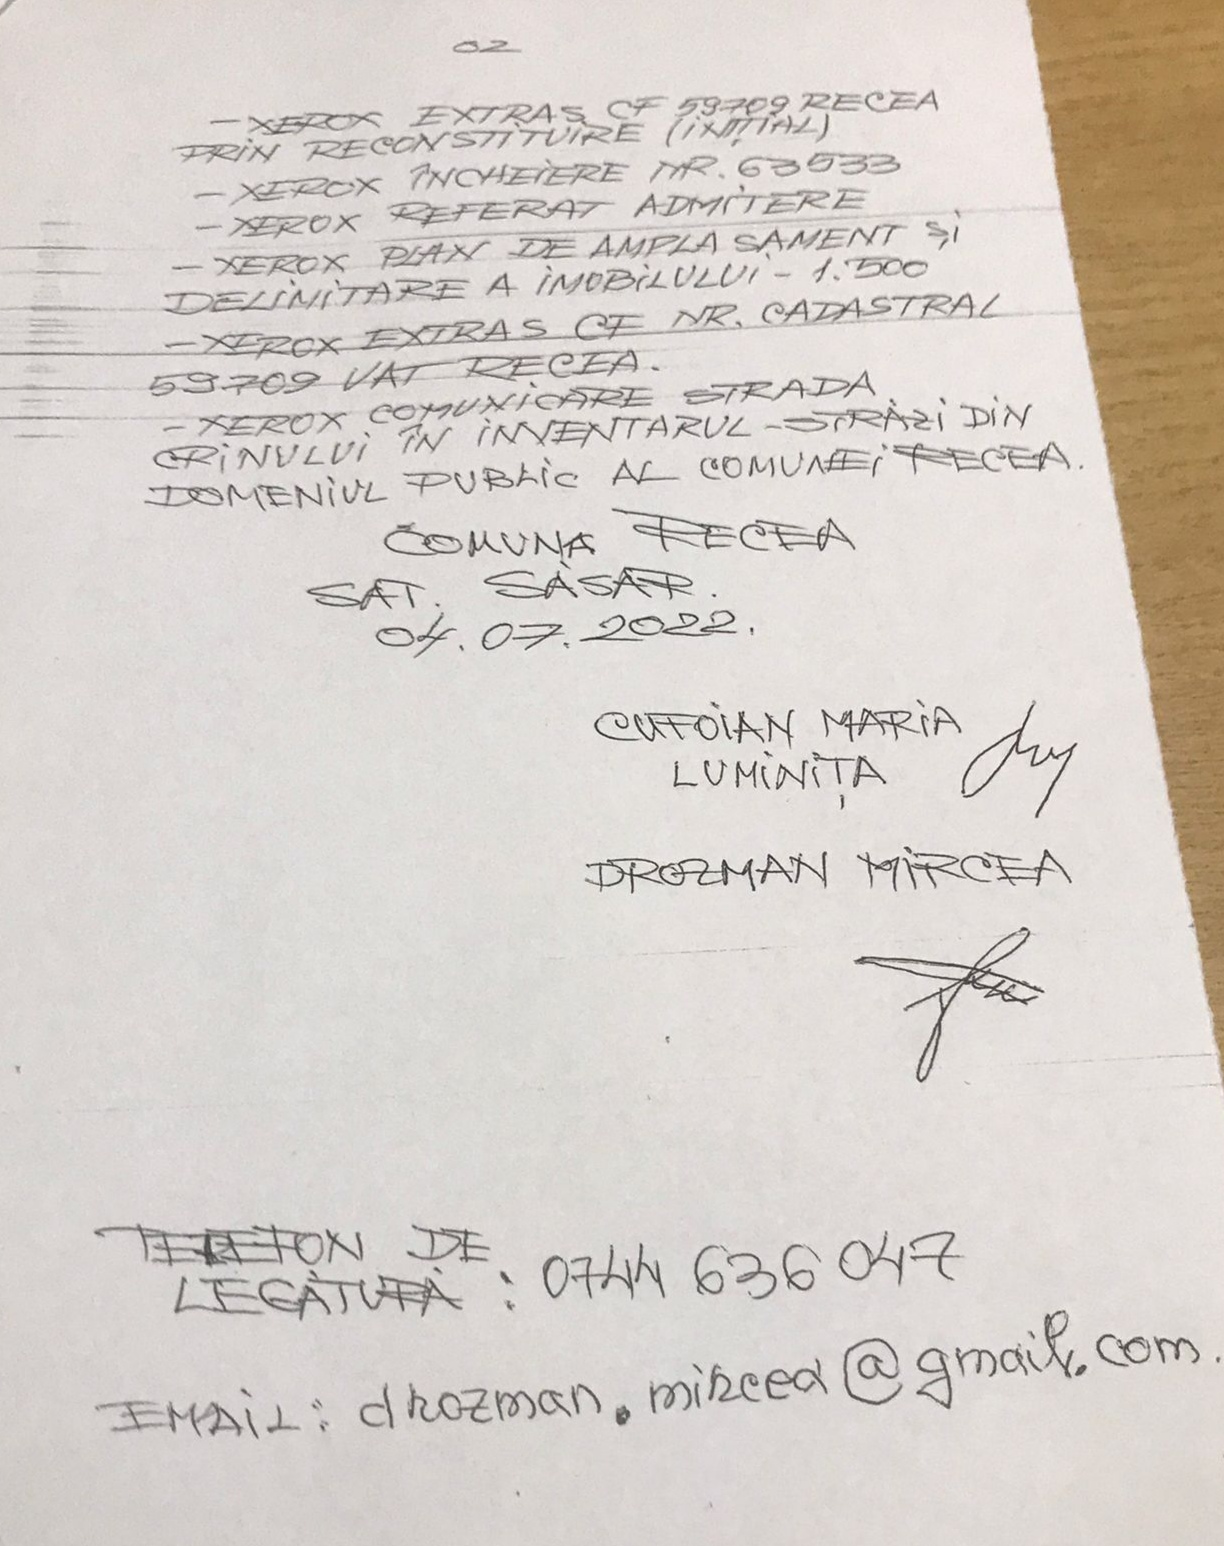 02
- XEROX EXTRAS CF 59709 RECEA
PRIN RECONSTITUIRE (INIȚIAL)
- XEROX ÎNCHEIERE NR. 63533
- XEROX REFERAT ADMITERE
- XEROX PLAN DE AMPLASAMENT ȘI
DELIMITARE A IMOBILULUI - 1.500
- XEROX EXTRAS CF NR. CADASTRAL
59709 VAT RECEA.
- XEROX COMUNICARE STRADA
CRINULUI ÎN INVENTARUL - STRĂZI DIN
DOMENIUL PUBLIC AL COMUNEI RECEA.
COMUNA RECEA
SAT. SĂSAR.
04.07.2022.
CUFOIAN MARIA
LUMINIȚA
DROZMAN MIRCEA
TELEFON DE
LEGĂTURĂ : 0744 636 047
EMAIL: drozman.mircea@gmail.com.